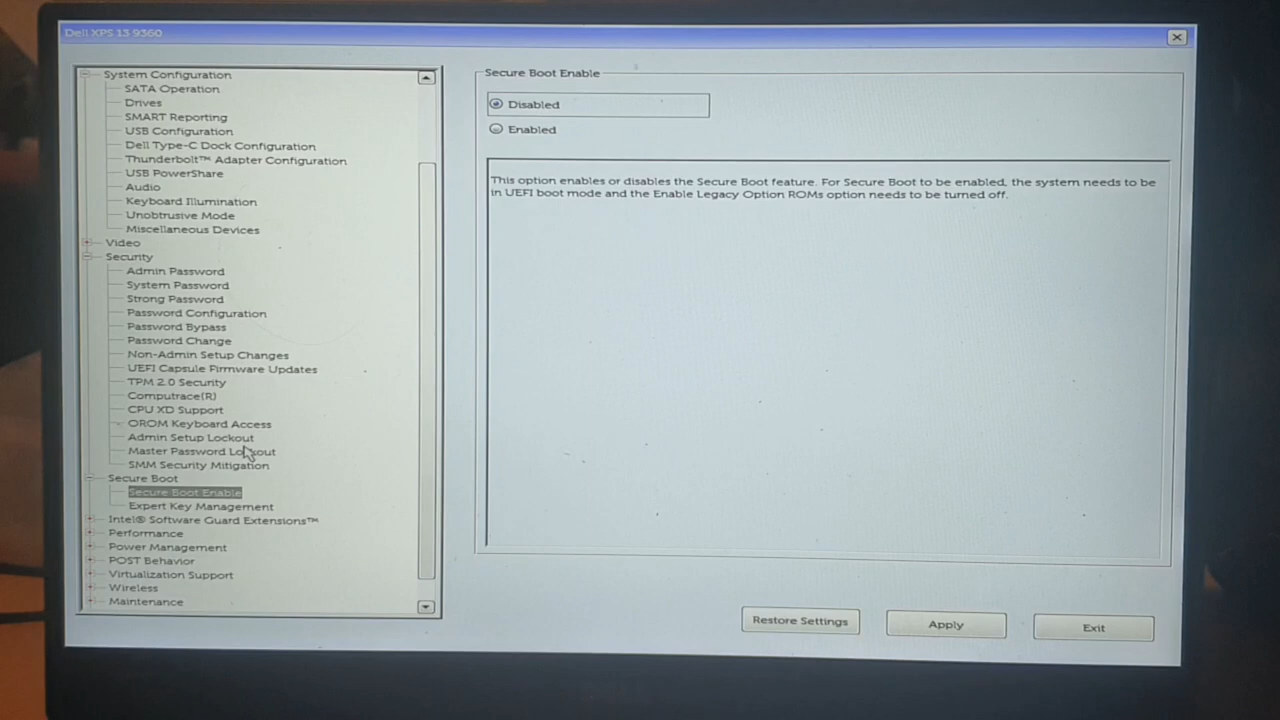 Dell XPS 13 9360
System Configuration
SATA Operation
Drives
SMART Reporting
USB Configuration
Dell Type-C Dock Configuration
Thunderbolt™ Adapter Configuration
USB PowerShare
Audio
Keyboard Illumination
Unobtrusive Mode
Miscellaneous Devices
Video
Security
Admin Password
System Password
Strong Password
Password Configuration
Password Bypass
Password Change
Non-Admin Setup Changes
UEFI Capsule Firmware Updates
TPM 2.0 Security
Computrace(R)
CPU XD Support
OROM Keyboard Access
Admin Setup Lockout
Master Password Lockout
SMM Security Mitigation
Secure Boot
Secure Boot Enable
Expert Key Management
Intel® Software Guard Extensions™
Performance
Power Management
POST Behavior
Virtualization Support
Wireless
Maintenance
Secure Boot Enable
Disabled
Enabled
This option enables or disables the Secure Boot feature. For Secure Boot to be enabled, the system needs to be
in UEFI boot mode and the Enable Legacy Option ROMs option needs to be turned off.
Restore Settings
Apply
Exit